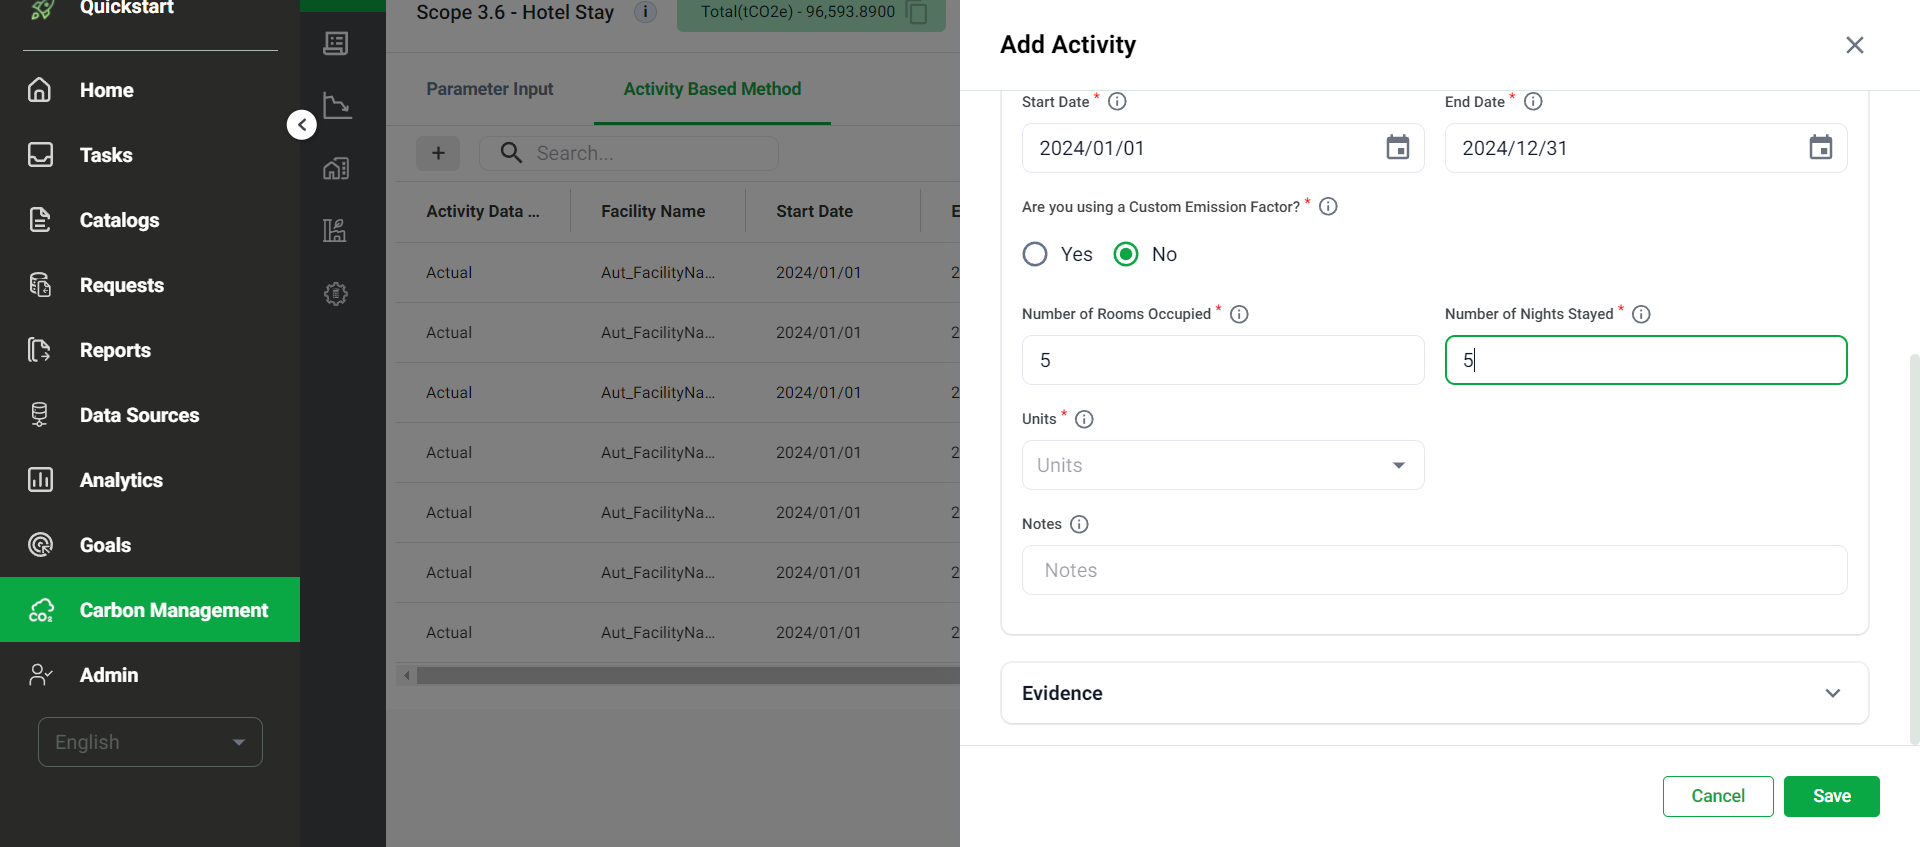 Quickstart
Home
Tasks
Catalogs
Requests
Reports
Data Sources
Analytics
Goals
Carbon Management
Admin
English
Scope 3.6 - Hotel Stay
Total(tCO2e) - 96,593.8900
Parameter Input
Activity Based Method
+
Search...
Activity Data ... Facility Name Start Date E
Actual Aut_FacilityNa... 2024/01/01 2
Actual Aut_FacilityNa... 2024/01/01 2
Actual Aut_FacilityNa... 2024/01/01 2
Actual Aut_FacilityNa... 2024/01/01 2
Actual Aut_FacilityNa... 2024/01/01 2
Actual Aut_FacilityNa... 2024/01/01 2
Actual Aut_FacilityNa... 2024/01/01 2
Add Activity
Start Date * End Date *
2024/01/01 2024/12/31
Are you using a Custom Emission Factor? *
Yes No
Number of Rooms Occupied * Number of Nights Stayed *
5 5
Units *
Units
Notes
Notes
Evidence
Cancel Save